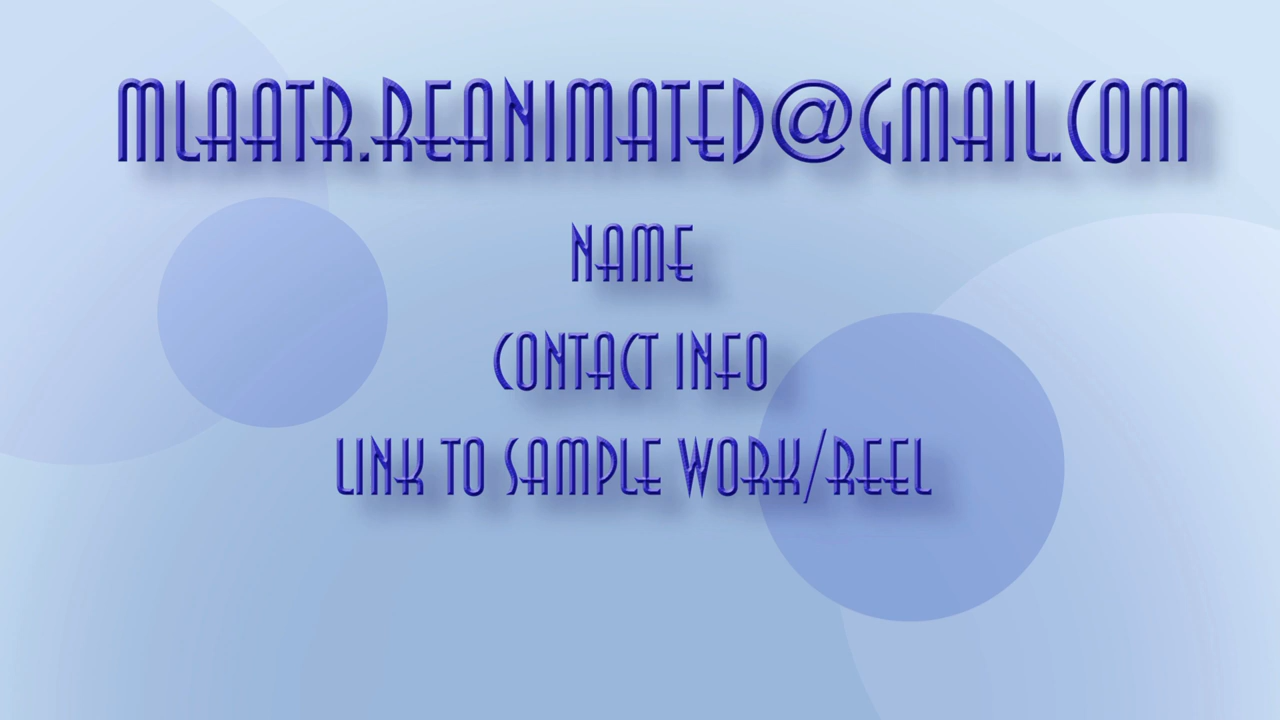 MLAATR.REANIMATED@GMAIL.COM
NAME
CONTACT INFO
LINK TO SAMPLE WORK/REEL